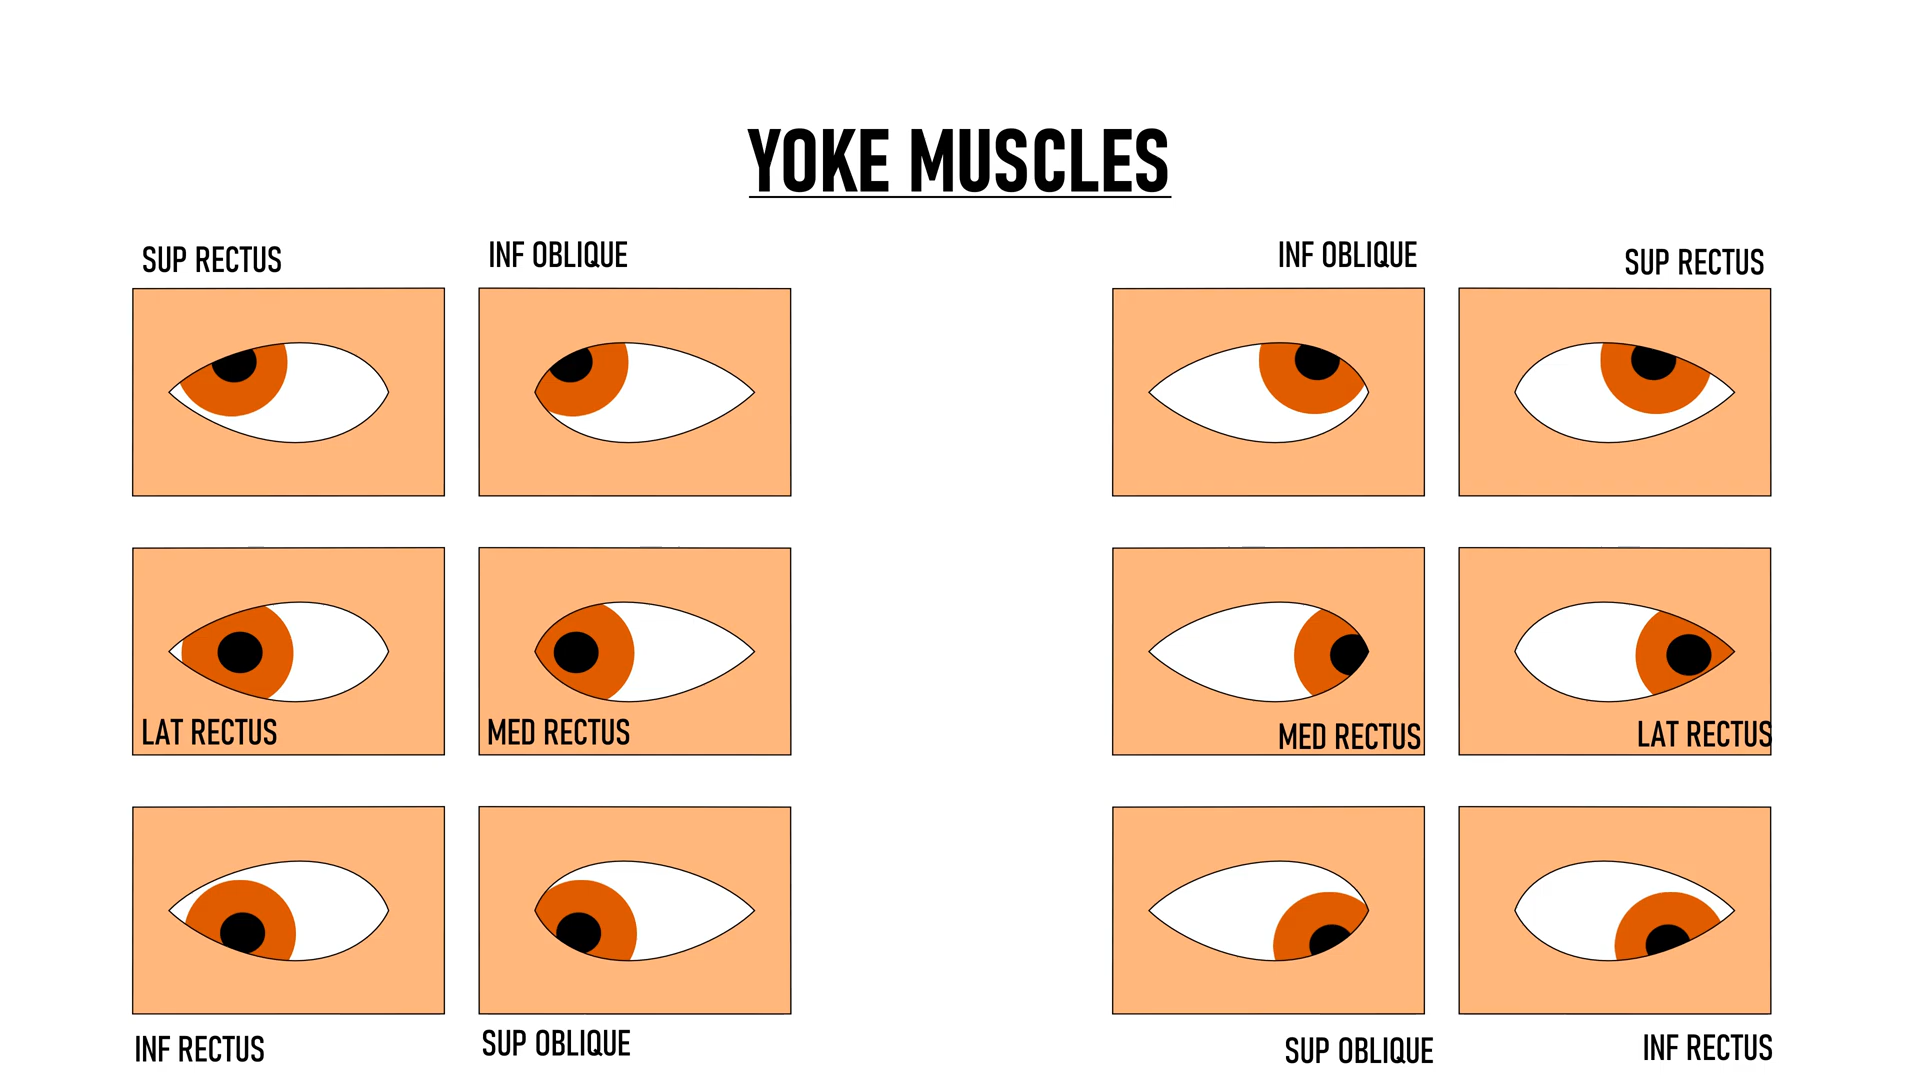 YOKE MUSCLES
SUP RECTUS
INF OBLIQUE
INF OBLIQUE
SUP RECTUS
LAT RECTUS
MED RECTUS
MED RECTUS
LAT RECTUS
INF RECTUS
SUP OBLIQUE
SUP OBLIQUE
INF RECTUS